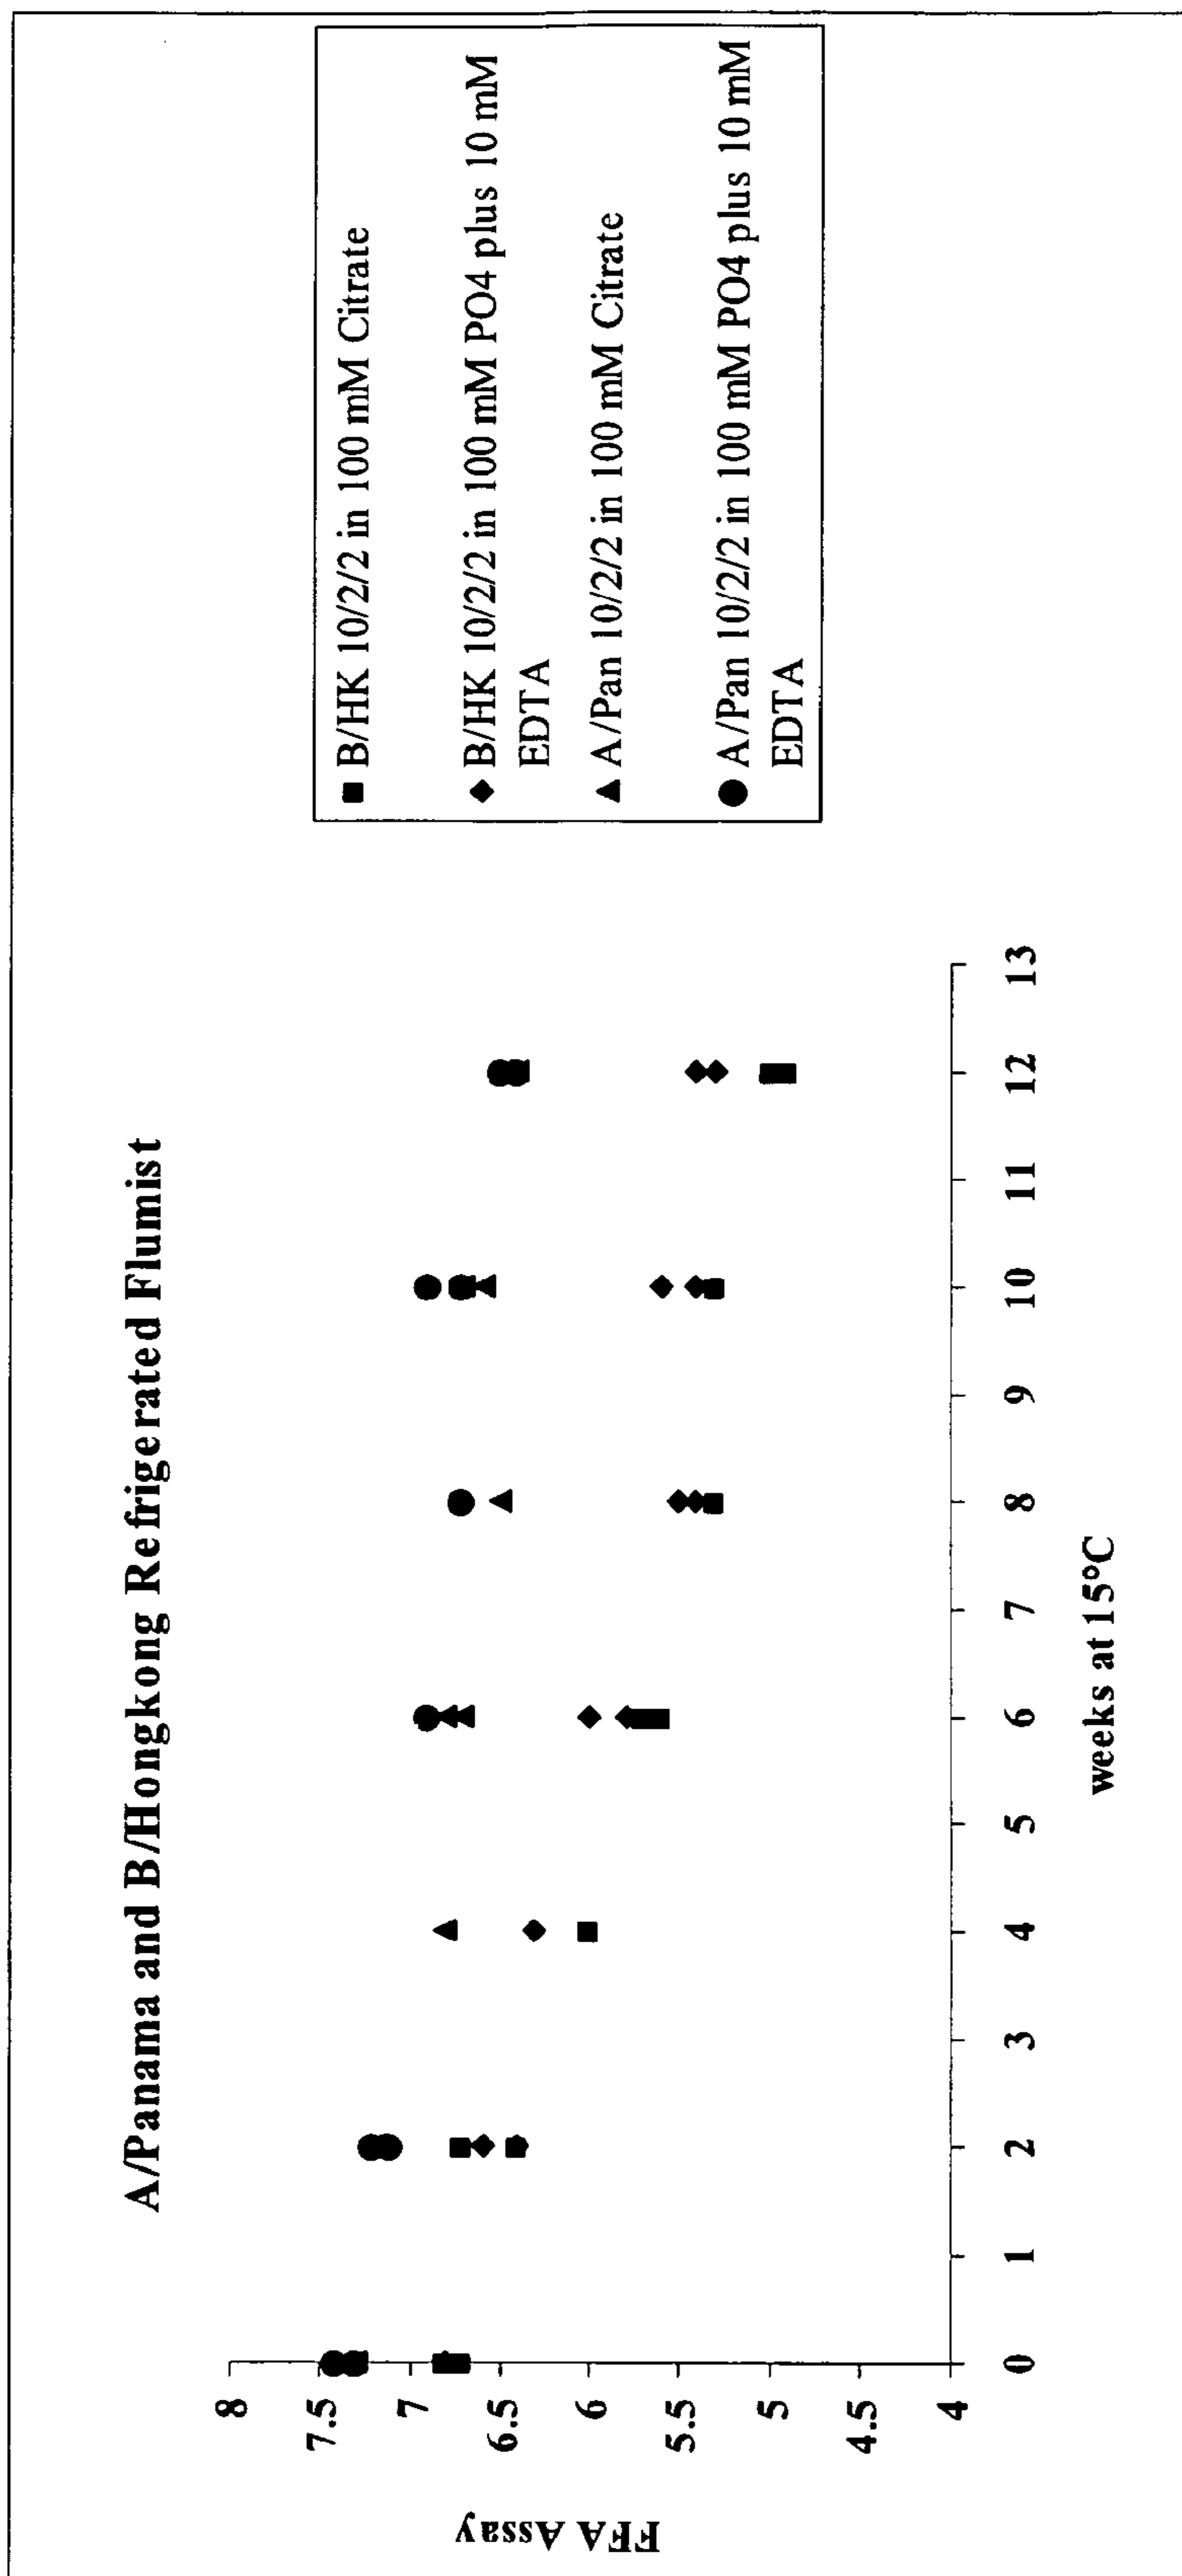 A/Panama and B/Hongkong Refrigerated Flumist
FFA Assay
8
7.5
7
6.5
6
5.5
5
4.5
4
0 1 2 3 4 5 6 7 8 9 10 11 12 13
weeks at 15°C
B/HK 10/2/2 in 100 mM Citrate
B/HK 10/2/2 in 100 mM PO4 plus 10 mM
EDTA
A/Pan 10/2/2 in 100 mM Citrate
A/Pan 10/2/2 in 100 mM PO4 plus 10 mM
EDTA